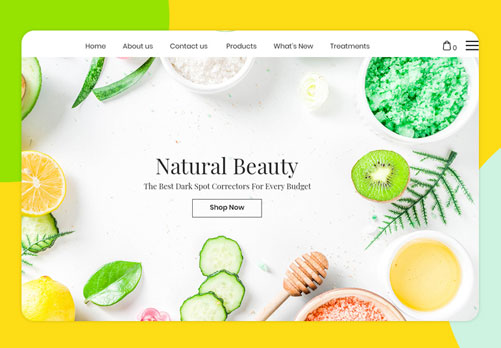 Home About us Contact us Products What's New Treatments 0
Natural Beauty
The Best Dark Spot Correctors For Every Budget
Shop Now